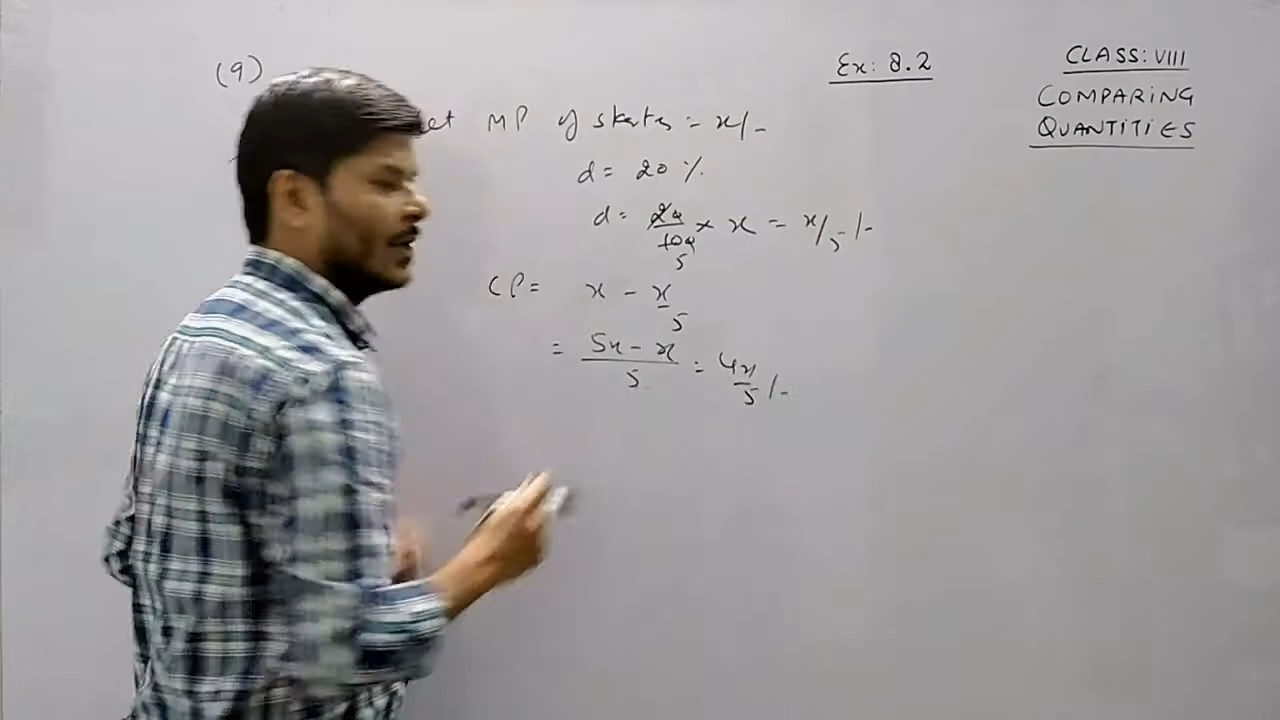 (9)
Ex: 8.2
CLASS: VIII
COMPARING
QUANTITIES
et MP of skates = x/-
d = 20 %
d = 20/100 × x = x/5 /-
5
CP = x - x/5
= 5x - x/5 = 4x/5 /-